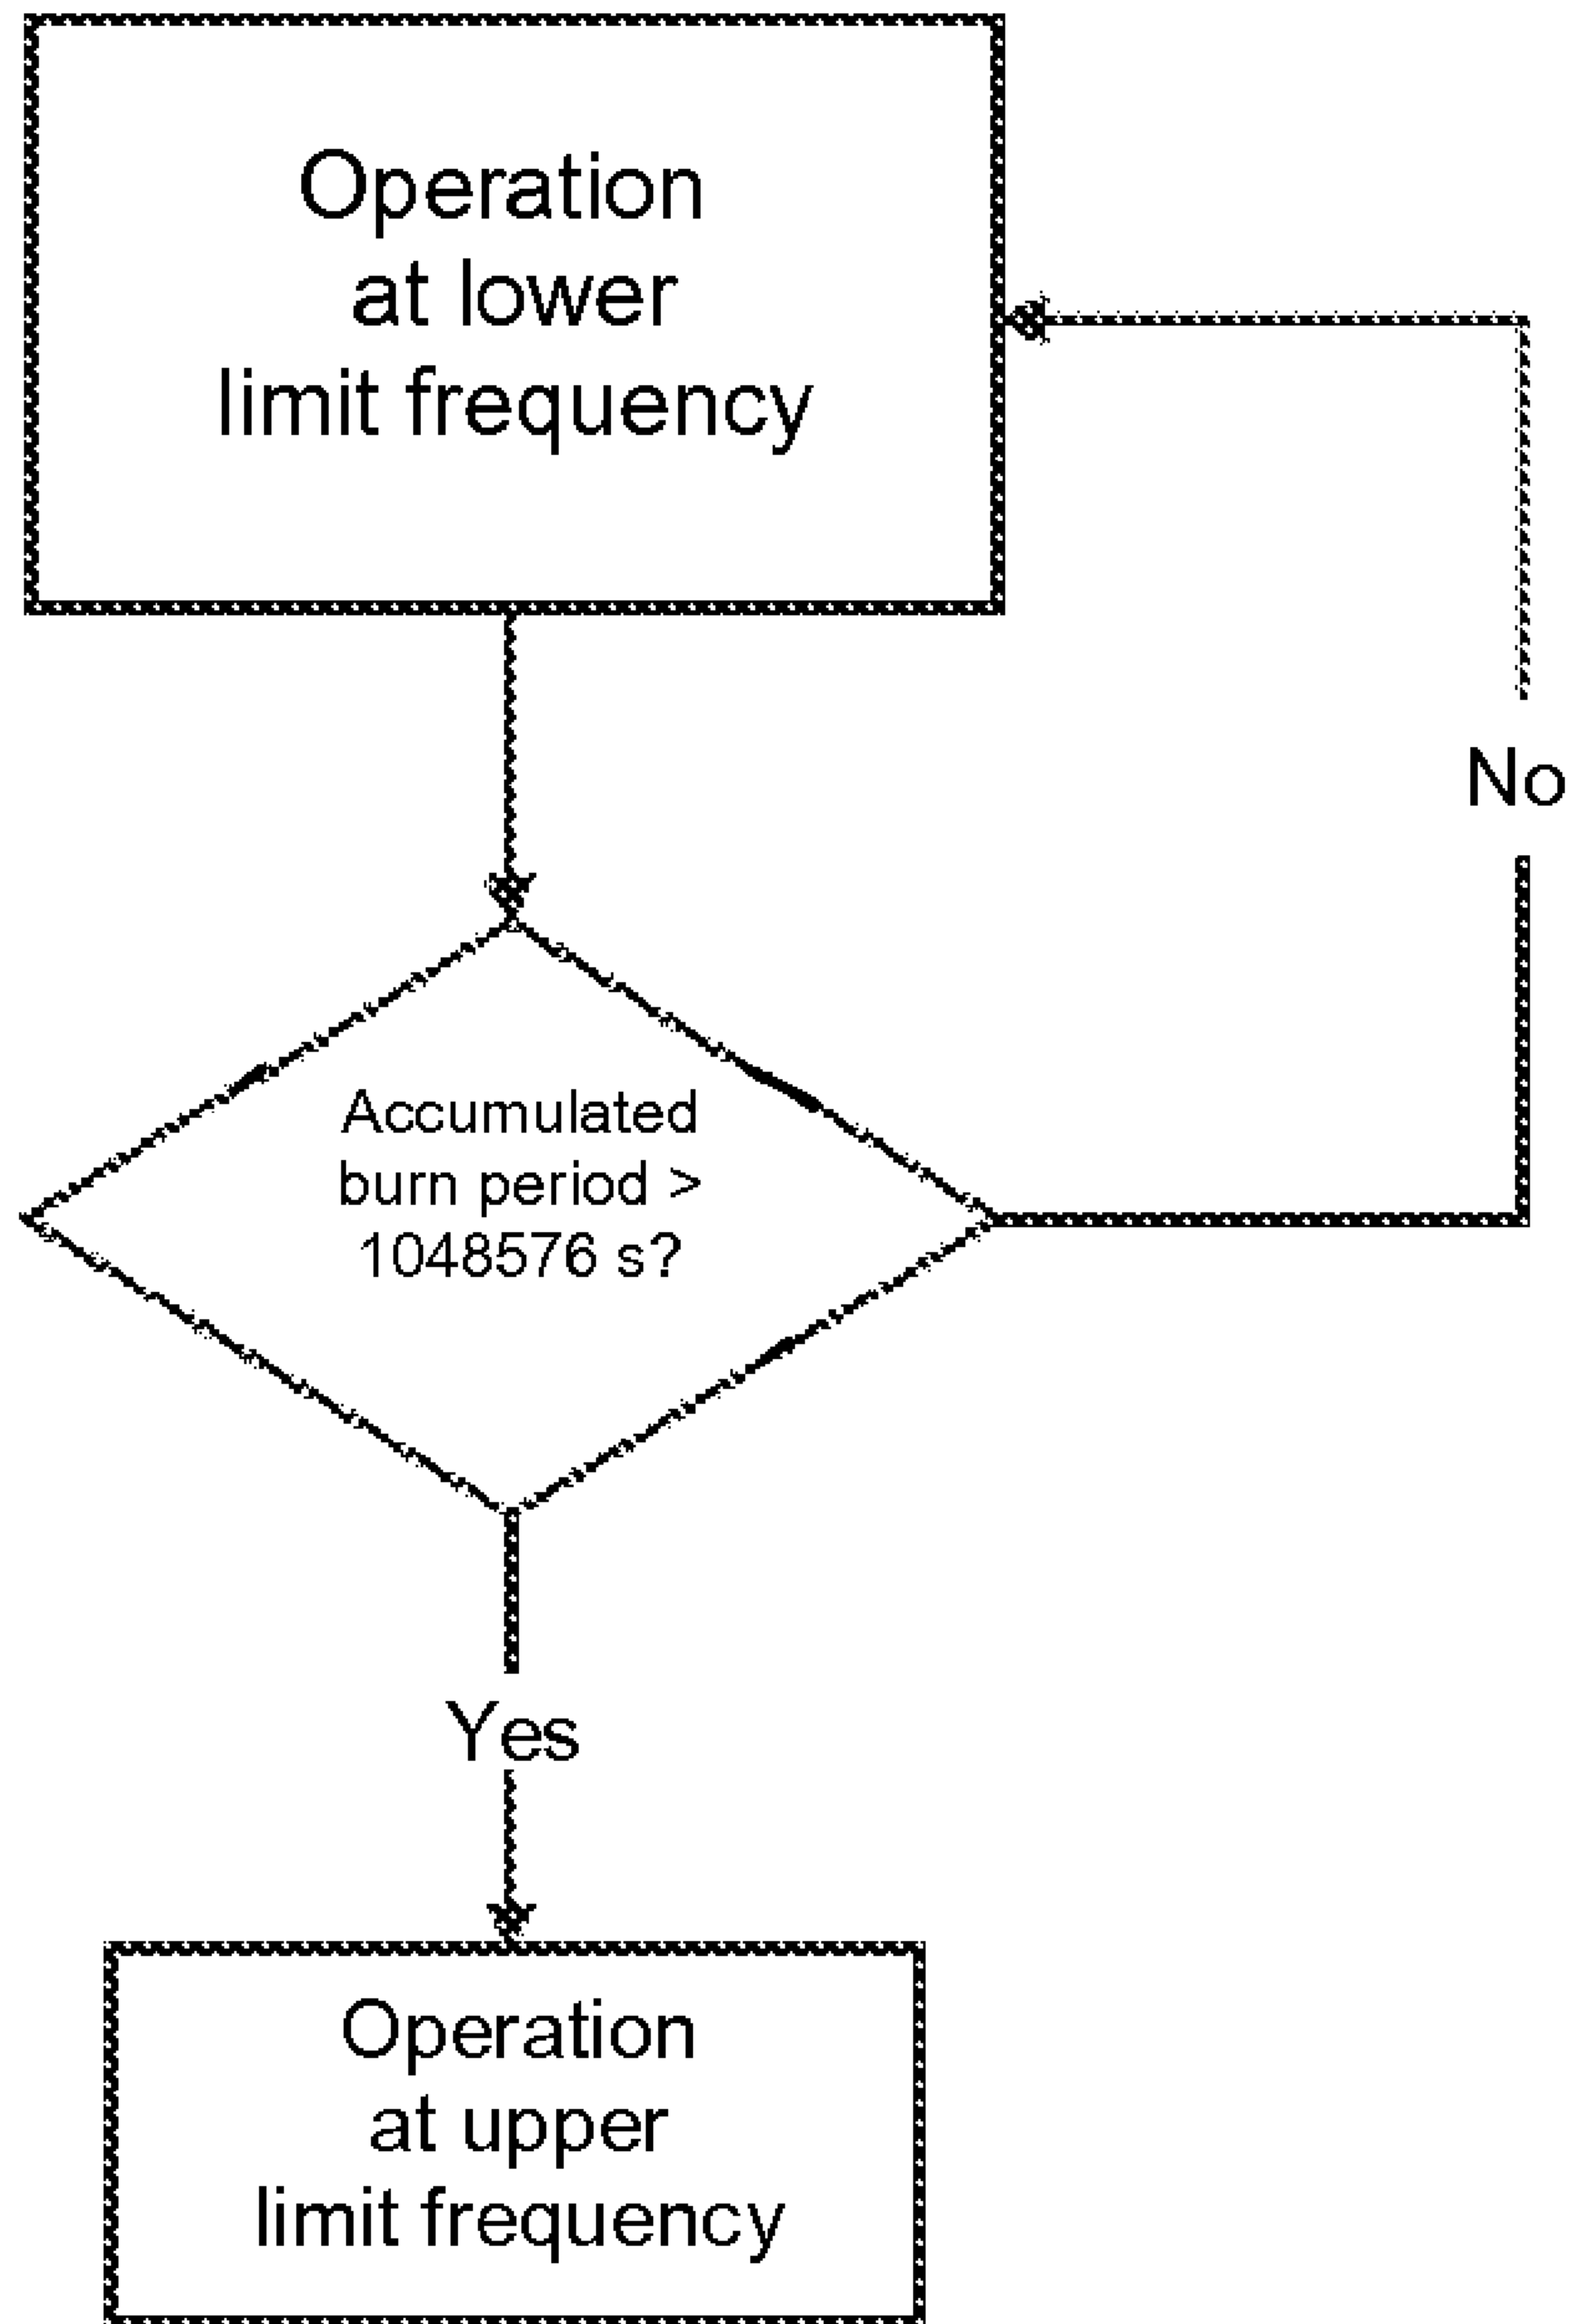 Operation
at lower
limit frequency
No
Accumulated
burn period >
1048576 s?
Yes
Operation
at upper
limit frequency